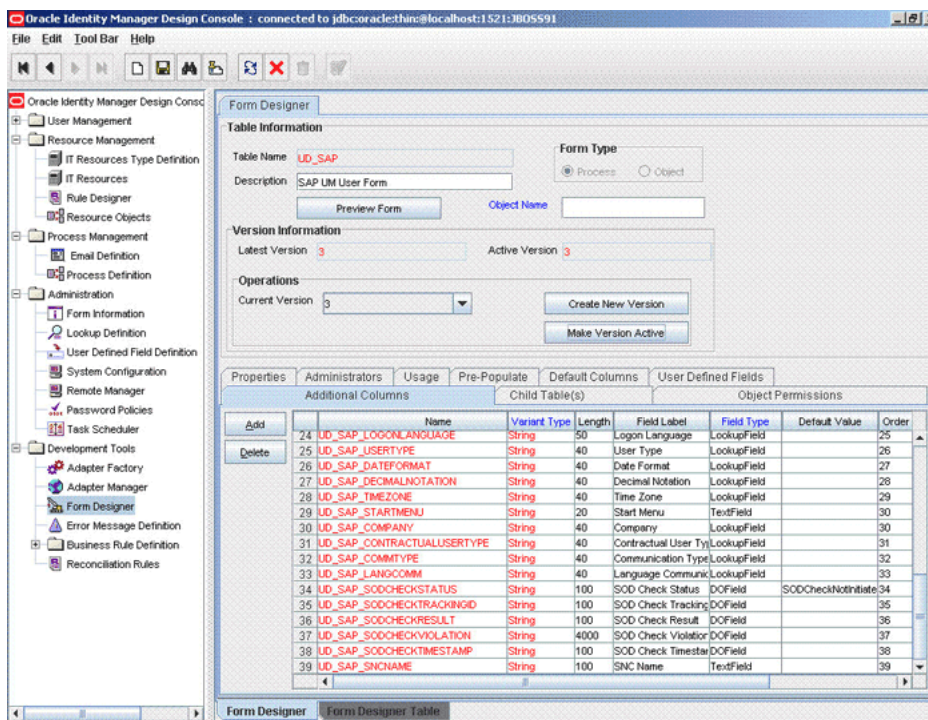 Oracle Identity Manager Design Console : connected to jdbc:oracle:thin:@localhost:1521:JBOSS91
File Edit Tool Bar Help
Oracle Identity Manager Design Consc
User Management
Resource Management
IT Resources Type Definition
IT Resources
Rule Designer
Resource Objects
Process Management
Email Definition
Process Definition
Administration
Form Information
Lookup Definition
User Defined Field Definition
System Configuration
Remote Manager
Password Policies
Task Scheduler
Development Tools
Adapter Factory
Adapter Manager
Form Designer
Error Message Definition
Business Rule Definition
Reconciliation Rules
Form Designer
Table Information
Table Name UD_SAP
Form Type
Process Object
Description SAP UM User Form
Preview Form
Object Name
Version Information
Latest Version 3
Active Version 3
Operations
Current Version 3
Create New Version
Make Version Active
Properties Administrators Usage Pre-Populate Default Columns User Defined Fields
Additional Columns Child Table(s) Object Permissions
Add
Delete
Name Variant Type Length Field Label Field Type Default Value Order
24 UD_SAP_LOGONLANGUAGE String 50 Logon Language LookupField 25
25 UD_SAP_USERTYPE String 40 User Type LookupField 26
26 UD_SAP_DATEFORMAT String 40 Date Format LookupField 27
27 UD_SAP_DECIMALNOTATION String 40 Decimal Notation LookupField 28
28 UD_SAP_TIMEZONE String 40 Time Zone LookupField 29
29 UD_SAP_STARTMENU String 20 Start Menu TextField 30
30 UD_SAP_COMPANY String 40 Company LookupField 30
31 UD_SAP_CONTRACTUALUSERTYPE String 40 Contractual User Ty LookupField 31
32 UD_SAP_COMMTYPE String 40 Communication Type LookupField 32
33 UD_SAP_LANGCOMM String 40 Language Communic LookupField 33
34 UD_SAP_SODCHECKSTATUS String 100 SOD Check Status DOField SODCheckNotInitiate 34
35 UD_SAP_SODCHECKTRACKINGID String 100 SOD Check Tracking DOField 35
36 UD_SAP_SODCHECKRESULT String 100 SOD Check Result DOField 36
37 UD_SAP_SODCHECKVIOLATION String 4000 SOD Check Violation DOField 37
38 UD_SAP_SODCHECKTIMESTAMP String 100 SOD Check Timestar DOField 38
39 UD_SAP_SNCNAME String 100 SNC Name TextField 39
Form Designer Form Designer Table